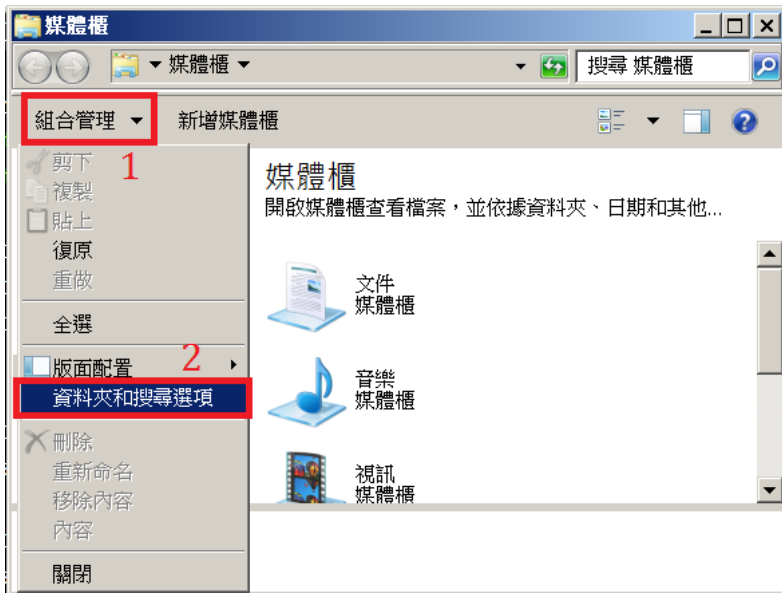 媒體櫃
媒體櫃
搜尋 媒體櫃
組合管理
新增媒體櫃
1
剪下
複製
貼上
復原
重做
全選
版面配置
2
資料夾和搜尋選項
刪除
重新命名
移除內容
內容
關閉
媒體櫃
開啟媒體櫃查看檔案，並依據資料夾、日期和其他...
文件
媒體櫃
音樂
媒體櫃
視訊
媒體櫃